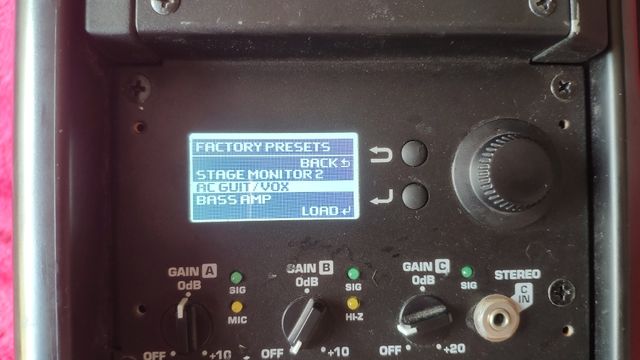 FACTORY PRESETS
BACK
STAGE MONITOR 2
AC GUIT/VOX
BASS AMP
LOAD
GAIN A
0dB
SIG
MIC
OFF
+10
GAIN B
0dB
SIG
HI-Z
OFF
+10
GAIN C
0dB
SIG
OFF
+20
STEREO
C IN